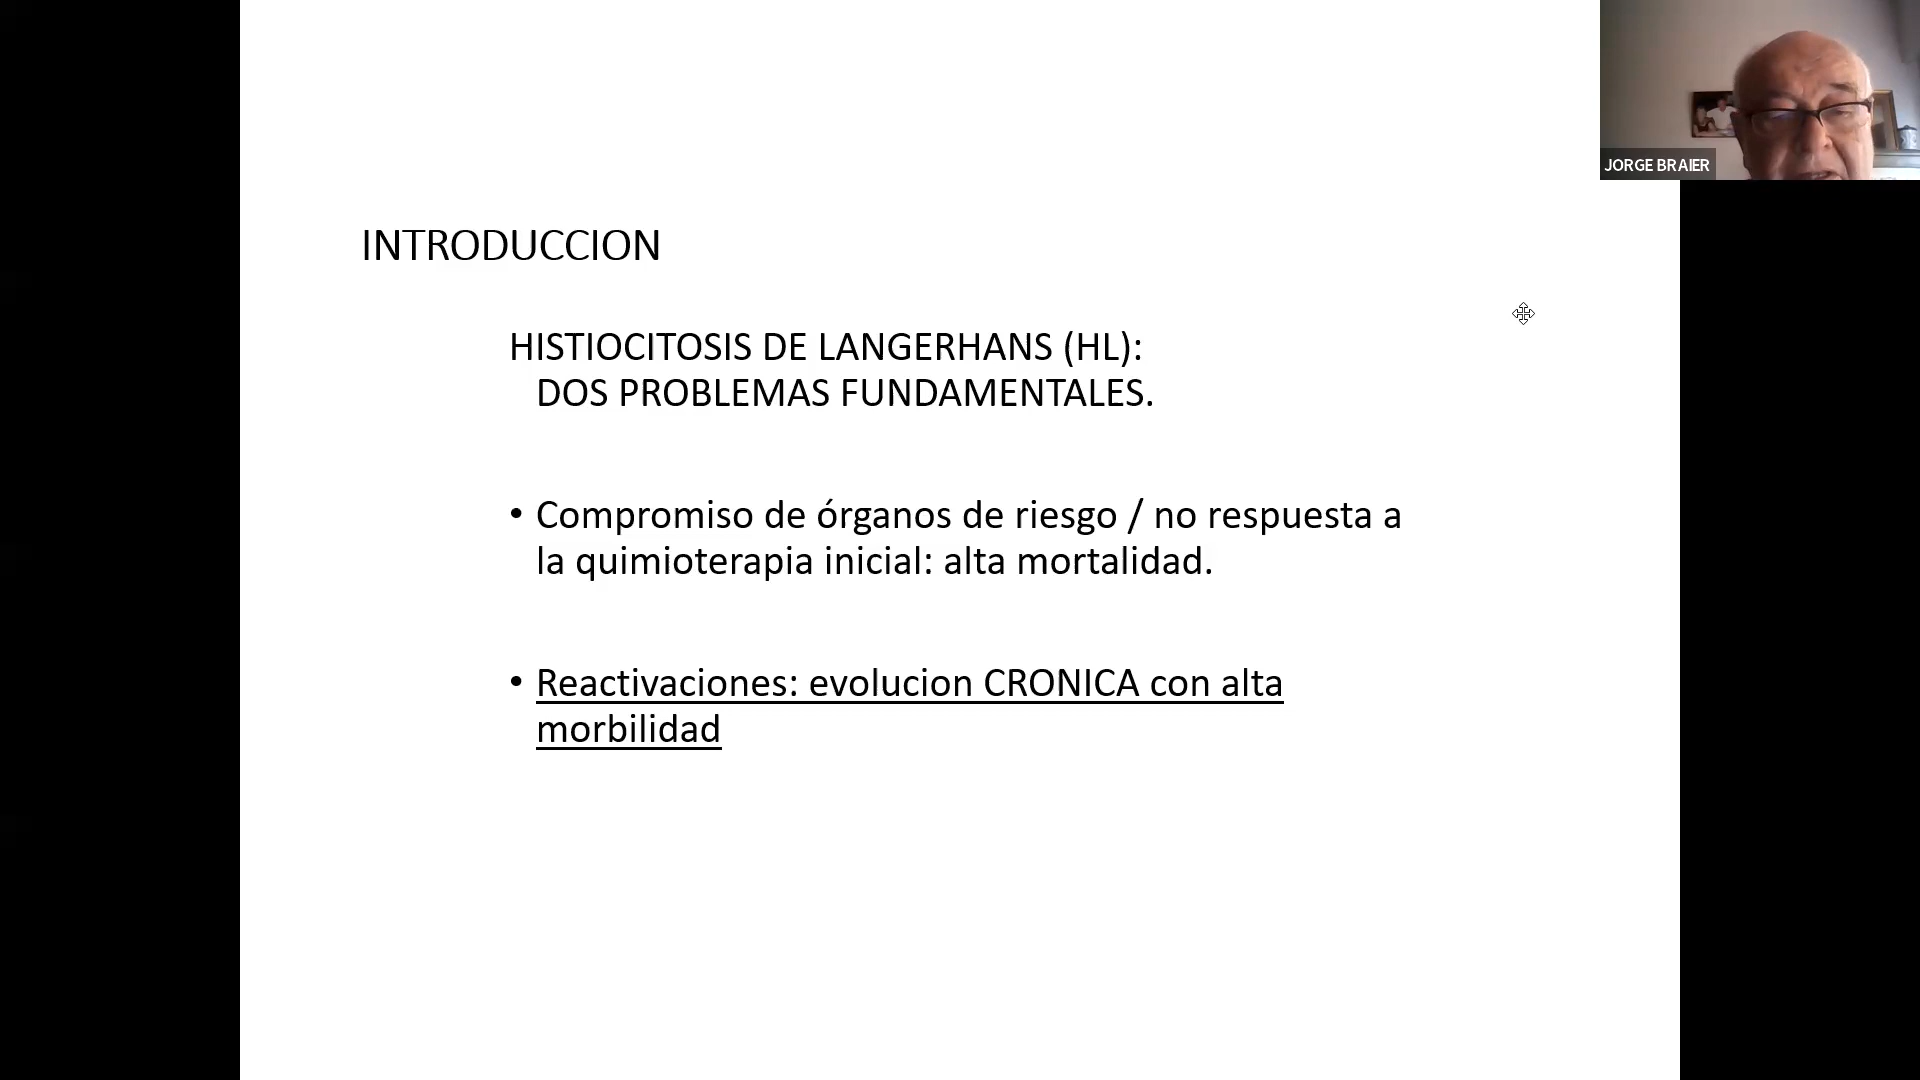 JORGE BRAIER
INTRODUCCION
HISTIOCITOSIS DE LANGERHANS (HL):
DOS PROBLEMAS FUNDAMENTALES.
• Compromiso de órganos de riesgo / no respuesta a
la quimioterapia inicial: alta mortalidad.
• Reactivaciones: evolucion CRONICA con alta
morbilidad